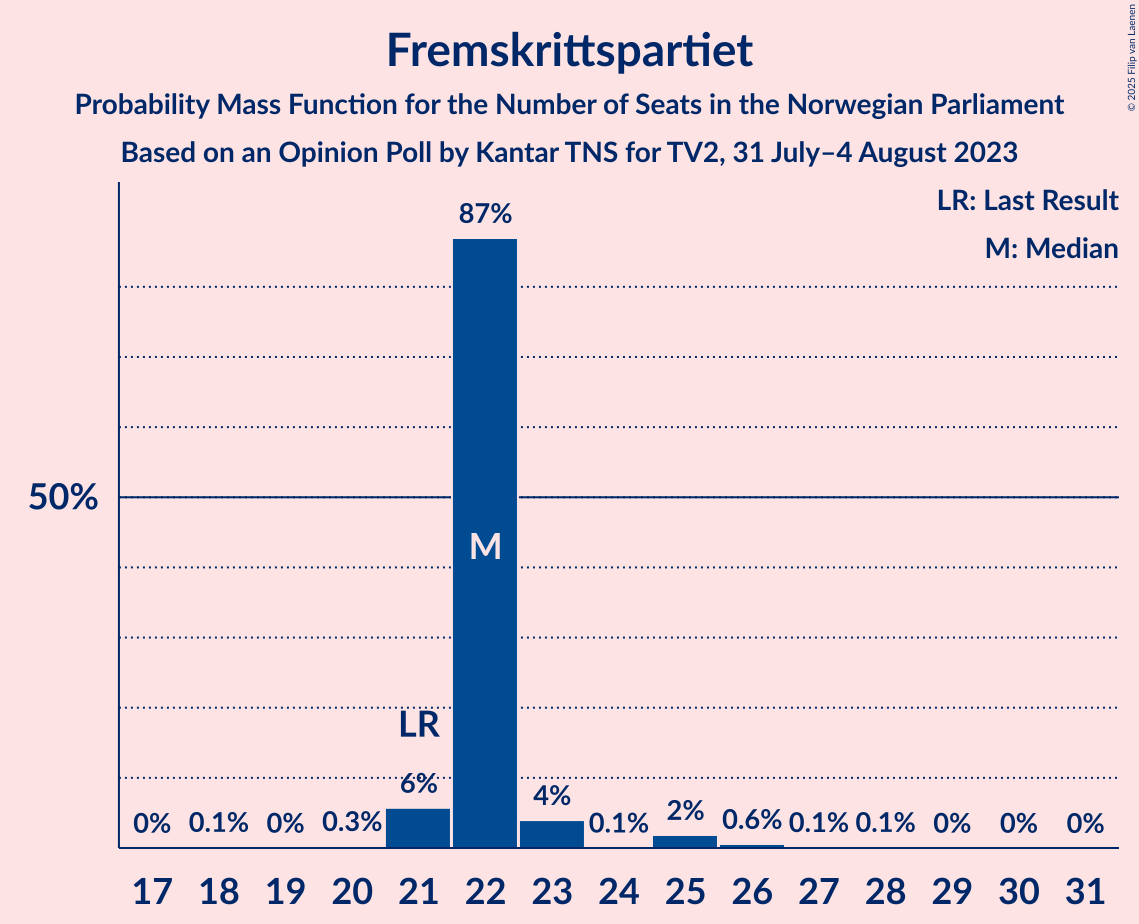 Fremskrittspartiet
Probability Mass Function for the Number of Seats in the Norwegian Parliament
Based on an Opinion Poll by Kantar TNS for TV2, 31 July–4 August 2023
© 2025 Filip van Laenen
LR: Last Result
M: Median
87%
50%
M
LR
6%
4%
2%
0% 0.1% 0% 0.3% 0.1% 0.6% 0.1% 0.1% 0% 0% 0%
17 18 19 20 21 22 23 24 25 26 27 28 29 30 31